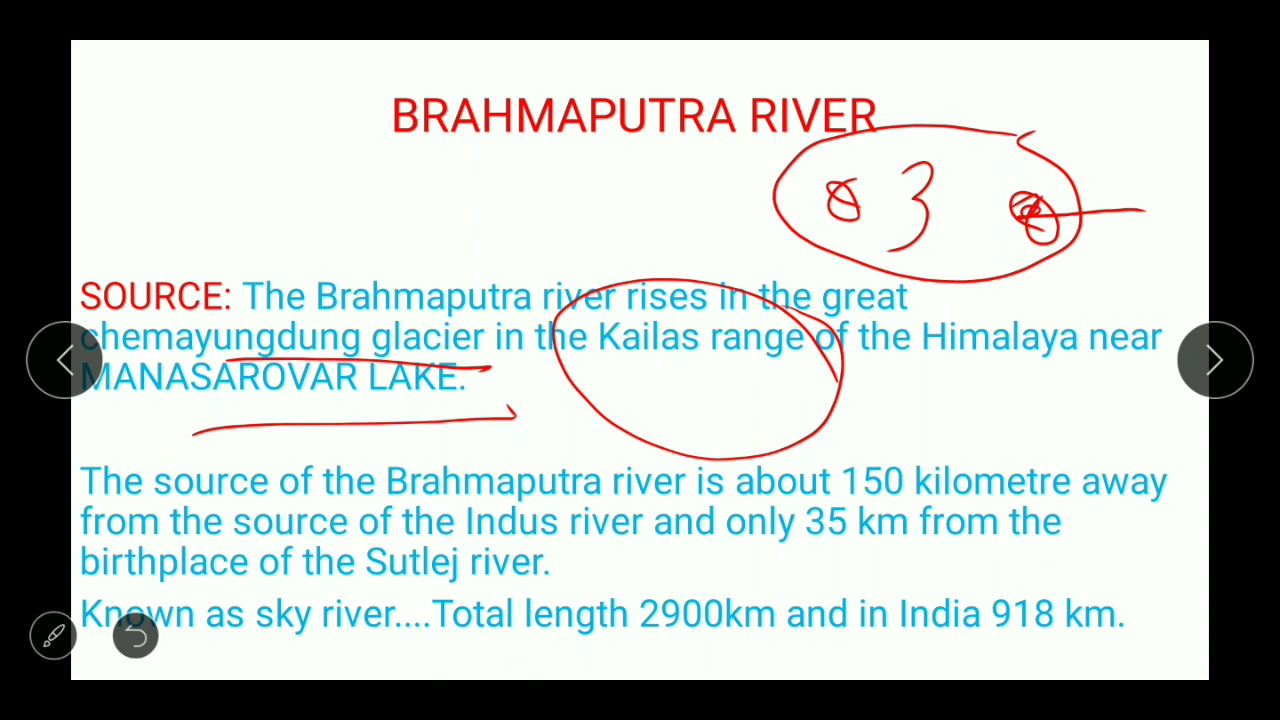 BRAHMAPUTRA RIVER
3
SOURCE: The Brahmaputra river rises in the great
chemayungdung glacier in the Kailas range of the Himalaya near
MANASAROVAR LAKE.
The source of the Brahmaputra river is about 150 kilometre away
from the source of the Indus river and only 35 km from the
birthplace of the Sutlej river.
Known as sky river....Total length 2900km and in India 918 km.